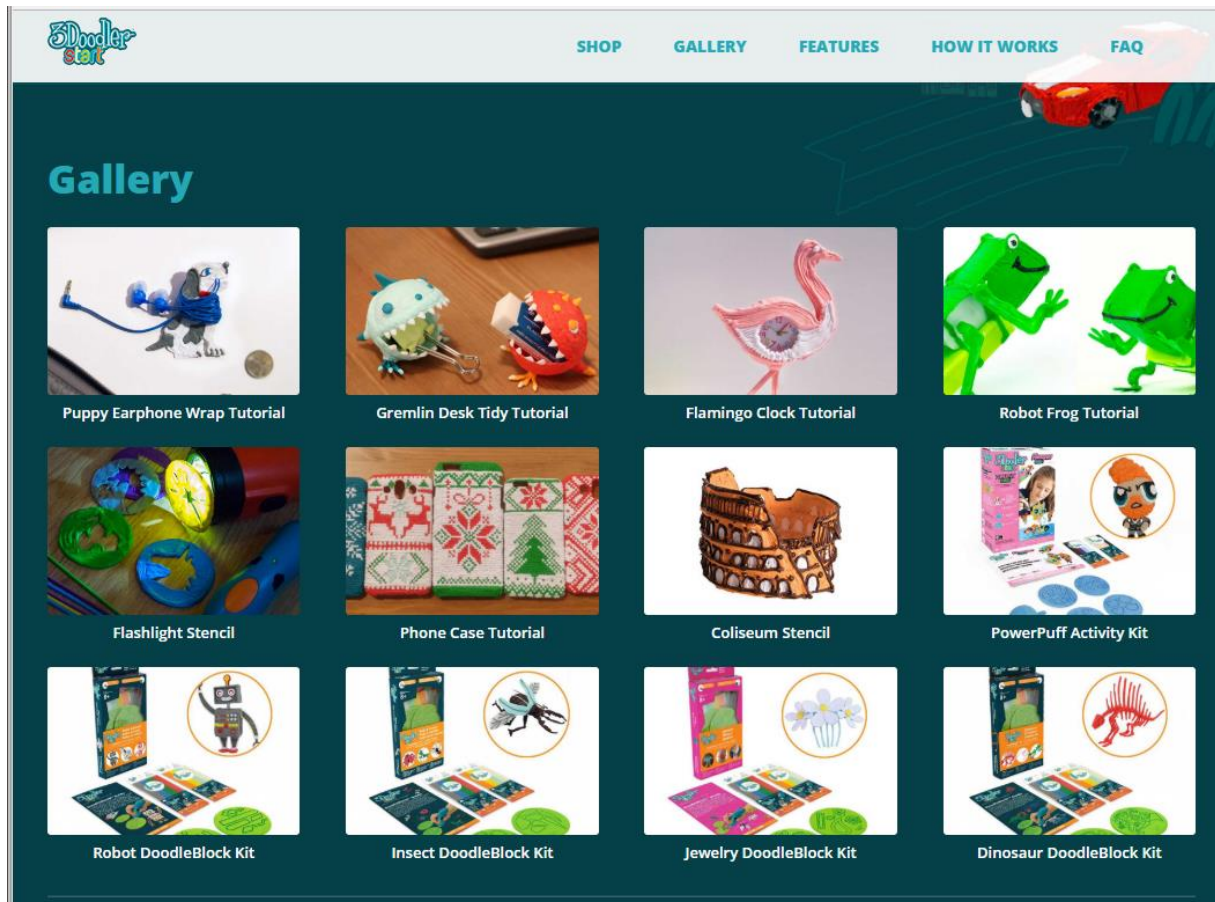 3Doodler
start
SHOP GALLERY FEATURES HOW IT WORKS FAQ
Gallery
Puppy Earphone Wrap Tutorial
Gremlin Desk Tidy Tutorial
Flamingo Clock Tutorial
Robot Frog Tutorial
Flashlight Stencil
Phone Case Tutorial
Coliseum Stencil
PowerPuff Activity Kit
Robot DoodleBlock Kit
Insect DoodleBlock Kit
Jewelry DoodleBlock Kit
Dinosaur DoodleBlock Kit